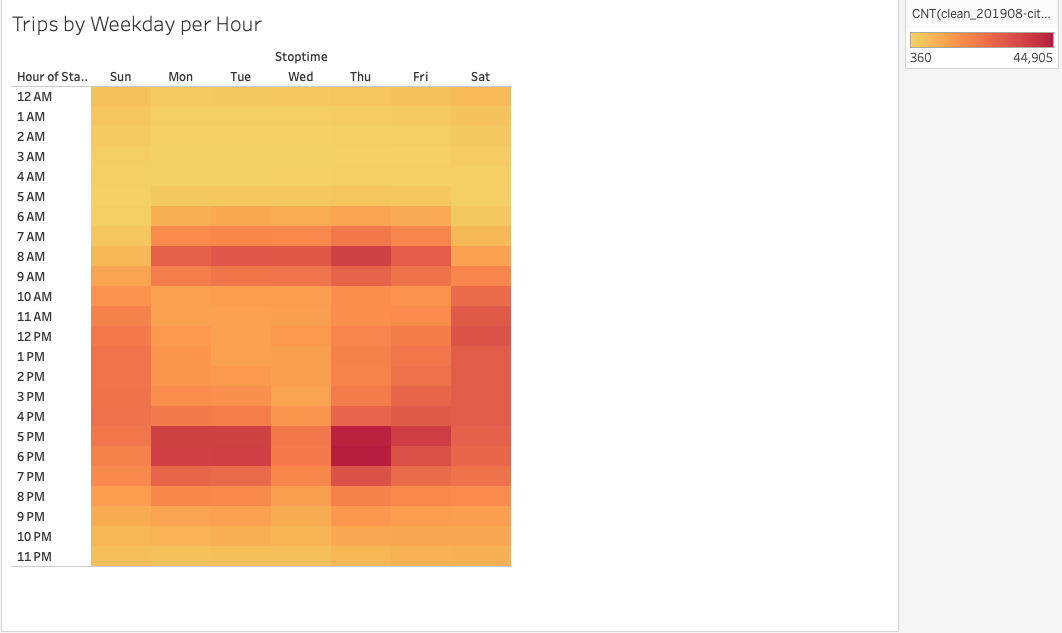 Trips by Weekday per Hour
CNT(clean_201908-cit...
360 44,905
Stoptime
Hour of Sta.. Sun Mon Tue Wed Thu Fri Sat
12 AM
1 AM
2 AM
3 AM
4 AM
5 AM
6 AM
7 AM
8 AM
9 AM
10 AM
11 AM
12 PM
1 PM
2 PM
3 PM
4 PM
5 PM
6 PM
7 PM
8 PM
9 PM
10 PM
11 PM